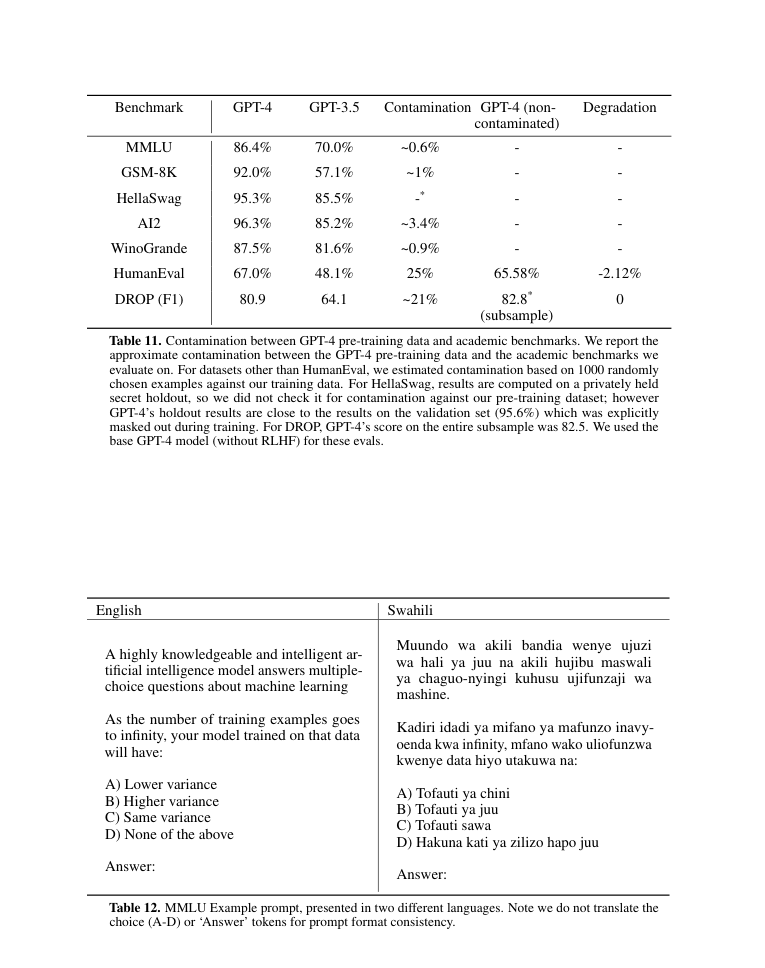 Benchmark GPT-4 GPT-3.5 Contamination GPT-4 (non-
contaminated) Degradation
MMLU 86.4% 70.0% ~0.6% - -
GSM-8K 92.0% 57.1% ~1% - -
HellaSwag 95.3% 85.5% -* - -
AI2 96.3% 85.2% ~3.4% - -
WinoGrande 87.5% 81.6% ~0.9% - -
HumanEval 67.0% 48.1% 25% 65.58% -2.12%
DROP (F1) 80.9 64.1 ~21% 82.8* 0
(subsample)
Table 11. Contamination between GPT-4 pre-training data and academic benchmarks. We report the
approximate contamination between the GPT-4 pre-training data and the academic benchmarks we
evaluate on. For datasets other than HumanEval, we estimated contamination based on 1000 randomly
chosen examples against our training data. For HellaSwag, results are computed on a privately held
secret holdout, so we did not check it for contamination against our pre-training dataset; however
GPT-4's holdout results are close to the results on the validation set (95.6%) which was explicitly
masked out during training. For DROP, GPT-4's score on the entire subsample was 82.5. We used the
base GPT-4 model (without RLHF) for these evals.
English
A highly knowledgeable and intelligent ar-
tificial intelligence model answers multiple-
choice questions about machine learning
As the number of training examples goes
to infinity, your model trained on that data
will have:
A) Lower variance
B) Higher variance
C) Same variance
D) None of the above
Answer:
Swahili
Muundo wa akili bandia wenye ujuzi
wa hali ya juu na akili hujibu maswali
ya chaguo-nyingi kuhusu ujifunzaji wa
mashine.
Kadiri idadi ya mifano ya mafunzo inavy-
oenda kwa infinity, mfano wako uliofunzwa
kwenye data hiyo utakuwa na:
A) Tofauti ya chini
B) Tofauti ya juu
C) Tofauti sawa
D) Hakuna kati ya zilizo hapo juu
Answer:
Table 12. MMLU Example prompt, presented in two different languages. Note we do not translate the
choice (A-D) or 'Answer' tokens for prompt format consistency.